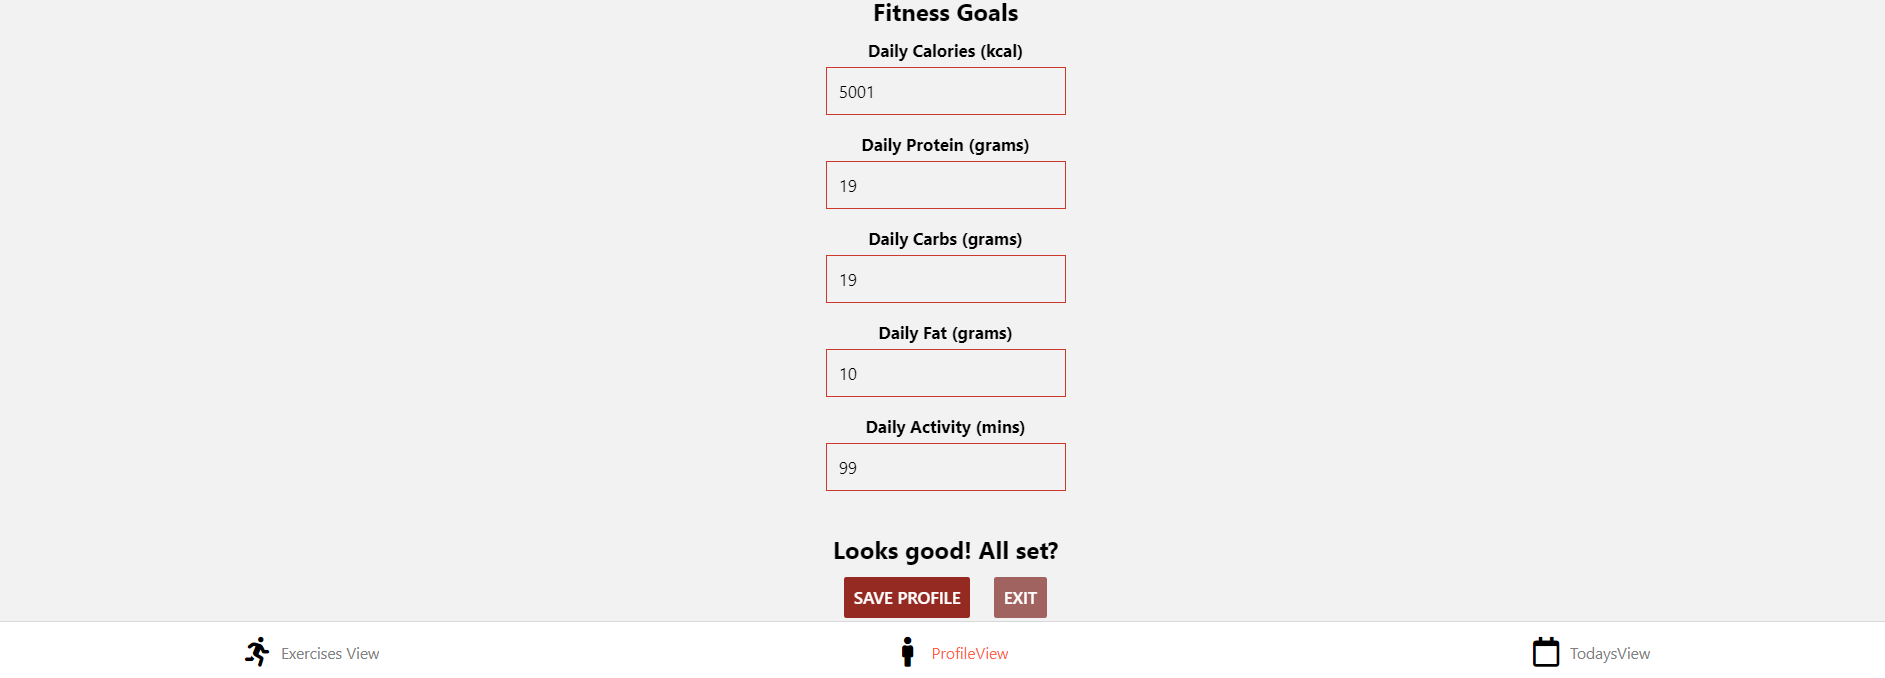 Fitness Goals
Daily Calories (kcal)
5001
Daily Protein (grams)
19
Daily Carbs (grams)
19
Daily Fat (grams)
10
Daily Activity (mins)
99
Looks good! All set?
SAVE PROFILE EXIT
Exercises View ProfileView TodaysView